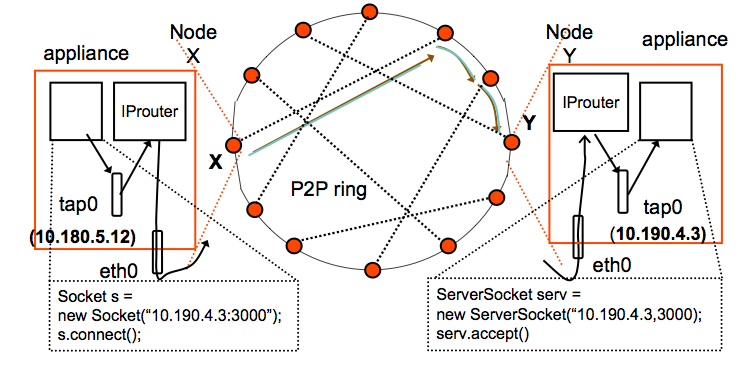 Node
X
appliance
IProuter
tap0
(10.180.5.12)
eth0
Socket s =
new Socket(“10.190.4.3:3000”);
s.connect();
X
P2P ring
Y
Node
Y
appliance
IProuter
tap0
(10.190.4.3)
eth0
ServerSocket serv =
new ServerSocket(“10.190.4.3,3000);
serv.accept()